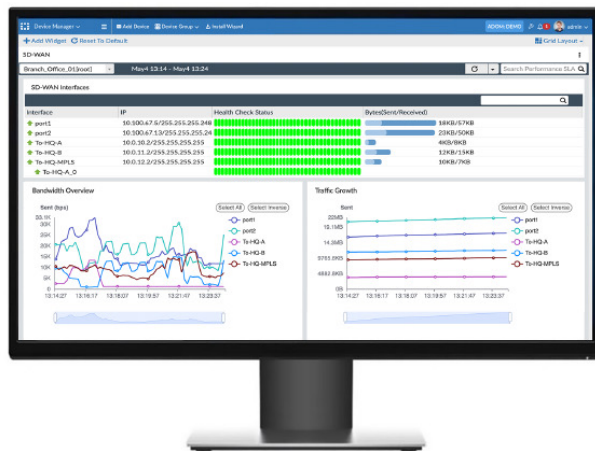 Device Manager Add Device Device Group Install Wizard ADOM: DEMO admin
+Add Widget Reset To Default Grid Layout
SD-WAN
Branch_Office_01[root] May4 13:14 - May4 13:24 Search Performance SLA
SD-WAN Interfaces
Interface IP Health Check Status Bytes(Sent/Received)
port1 10.100.67.5/255.255.255.248 18KB/57KB
port2 10.100.67.13/255.255.255.24 23KB/50KB
To-HQ-A 10.0.10.2/255.255.255.255 4KB/8KB
To-HQ-B 10.0.11.2/255.255.255.255 12KB/15KB
To-HQ-MPLS 10.0.12.2/255.255.255.255 10KB/7KB
To-HQ-A_0
Bandwidth Overview
Sent (bps) Select All Select Inverse
33.1K
30K
25K
20K
15K
10K
5K
0
13:14:27 13:16:17 13:18:07 13:19:57 13:21:47 13:23:37
port1
port2
To-HQ-A
To-HQ-B
To-HQ-MPLS
Traffic Growth
Sent Select All Select Inverse
22MB
19.1MB
14.3MB
9765.6KB
4882.8KB
0B
13:14:27 13:16:17 13:18:07 13:19:57 13:21:47 13:23:37
port1
port2
To-HQ-A
To-HQ-B
To-HQ-MPLS